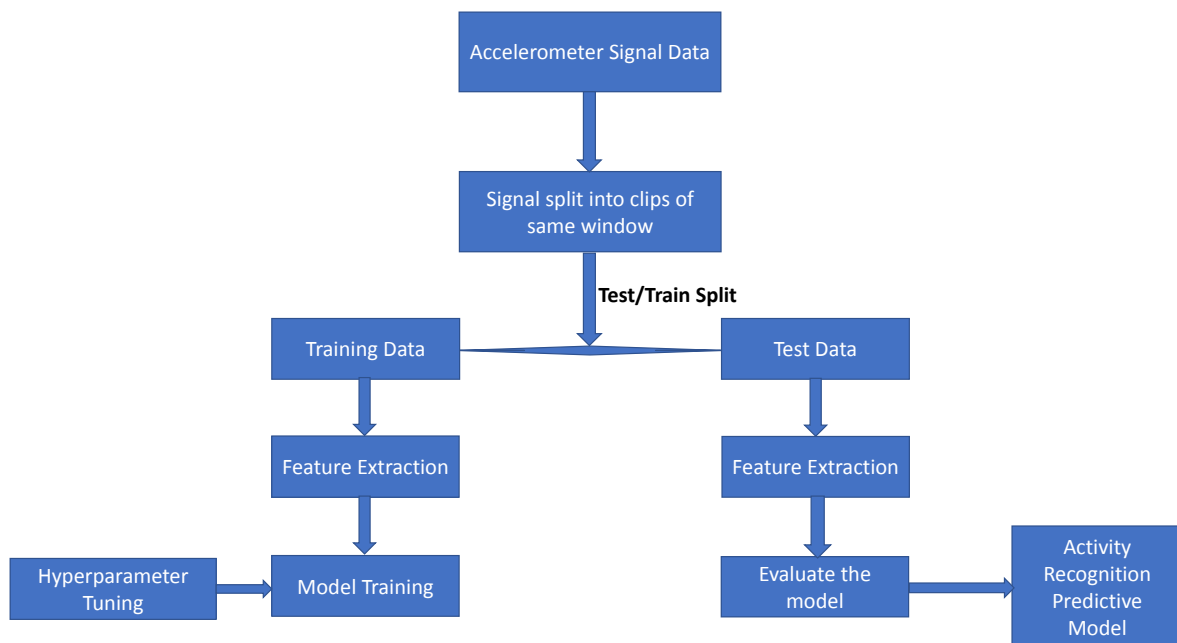 Accelerometer Signal Data
Signal split into clips of
same window
Test/Train Split
Training Data
Test Data
Feature Extraction
Feature Extraction
Hyperparameter
Tuning
Model Training
Evaluate the
model
Activity
Recognition
Predictive
Model